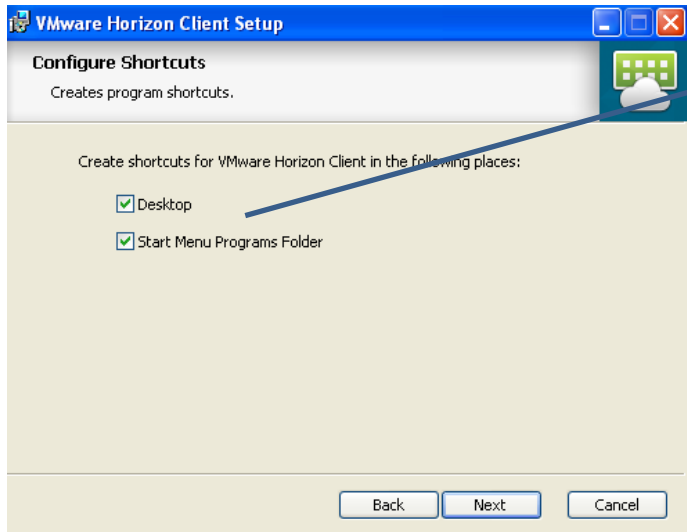 VMware Horizon Client Setup
Configure Shortcuts
Creates program shortcuts.
Create shortcuts for VMware Horizon Client in the following places:
Desktop
Start Menu Programs Folder
Back Next Cancel